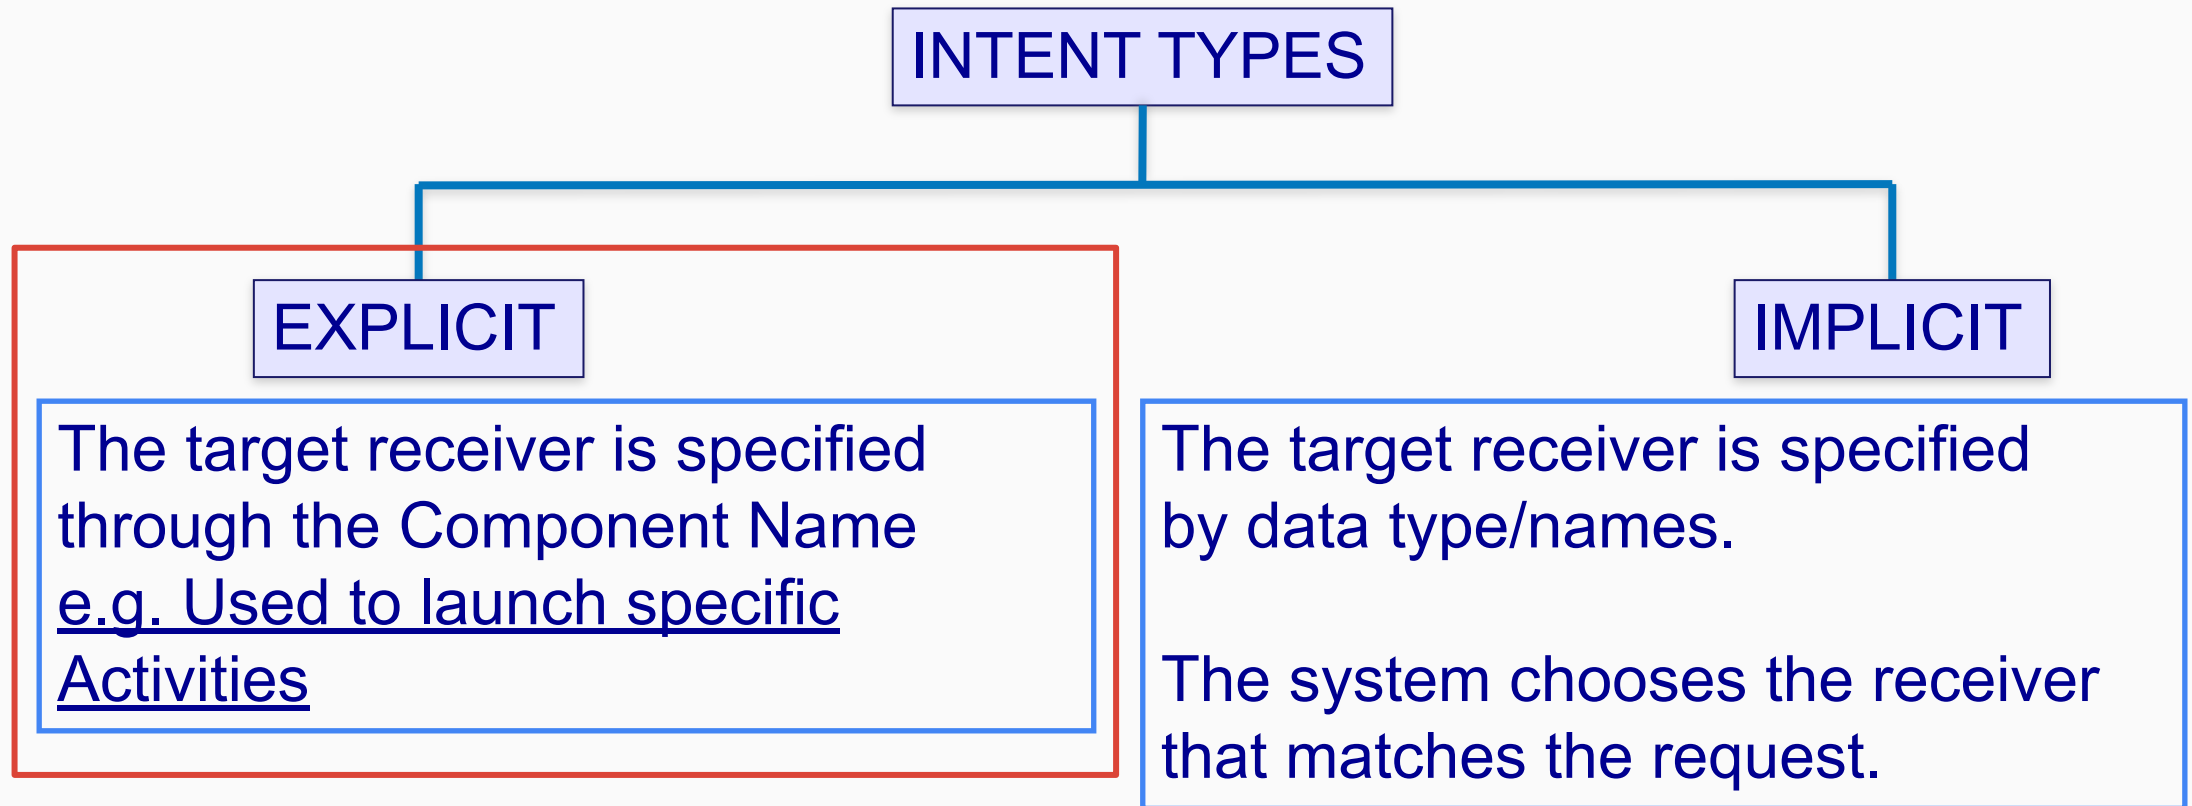 INTENT TYPES
EXPLICIT
IMPLICIT
The target receiver is specified
through the Component Name
e.g. Used to launch specific
Activities
The target receiver is specified
by data type/names.
The system chooses the receiver
that matches the request.